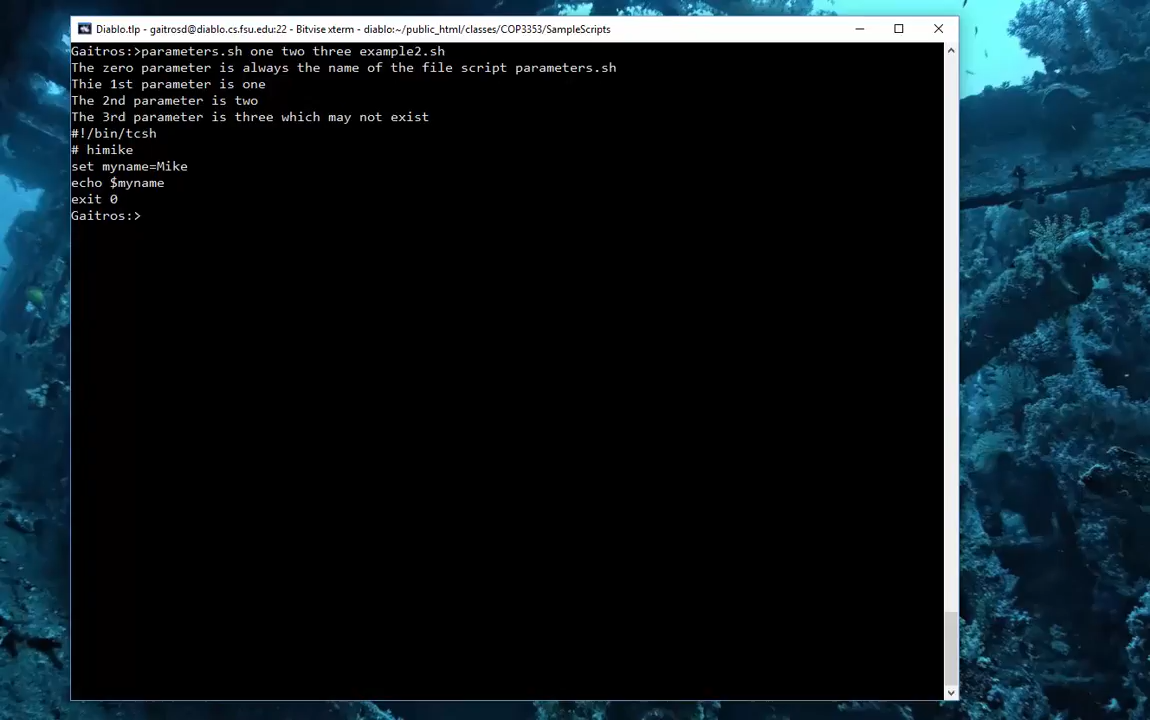 Diablo.tlp - gaitrosd@diablo.cs.fsu.edu:22 - Bitvise xterm - diablo:~/public_html/classes/COP3353/SampleScripts
Gaitros:>parameters.sh one two three example2.sh
The zero parameter is always the name of the file script parameters.sh
Thie 1st parameter is one
The 2nd parameter is two
The 3rd parameter is three which may not exist
#!/bin/tcsh
# himike
set myname=Mike
echo $myname
exit 0
Gaitros:>